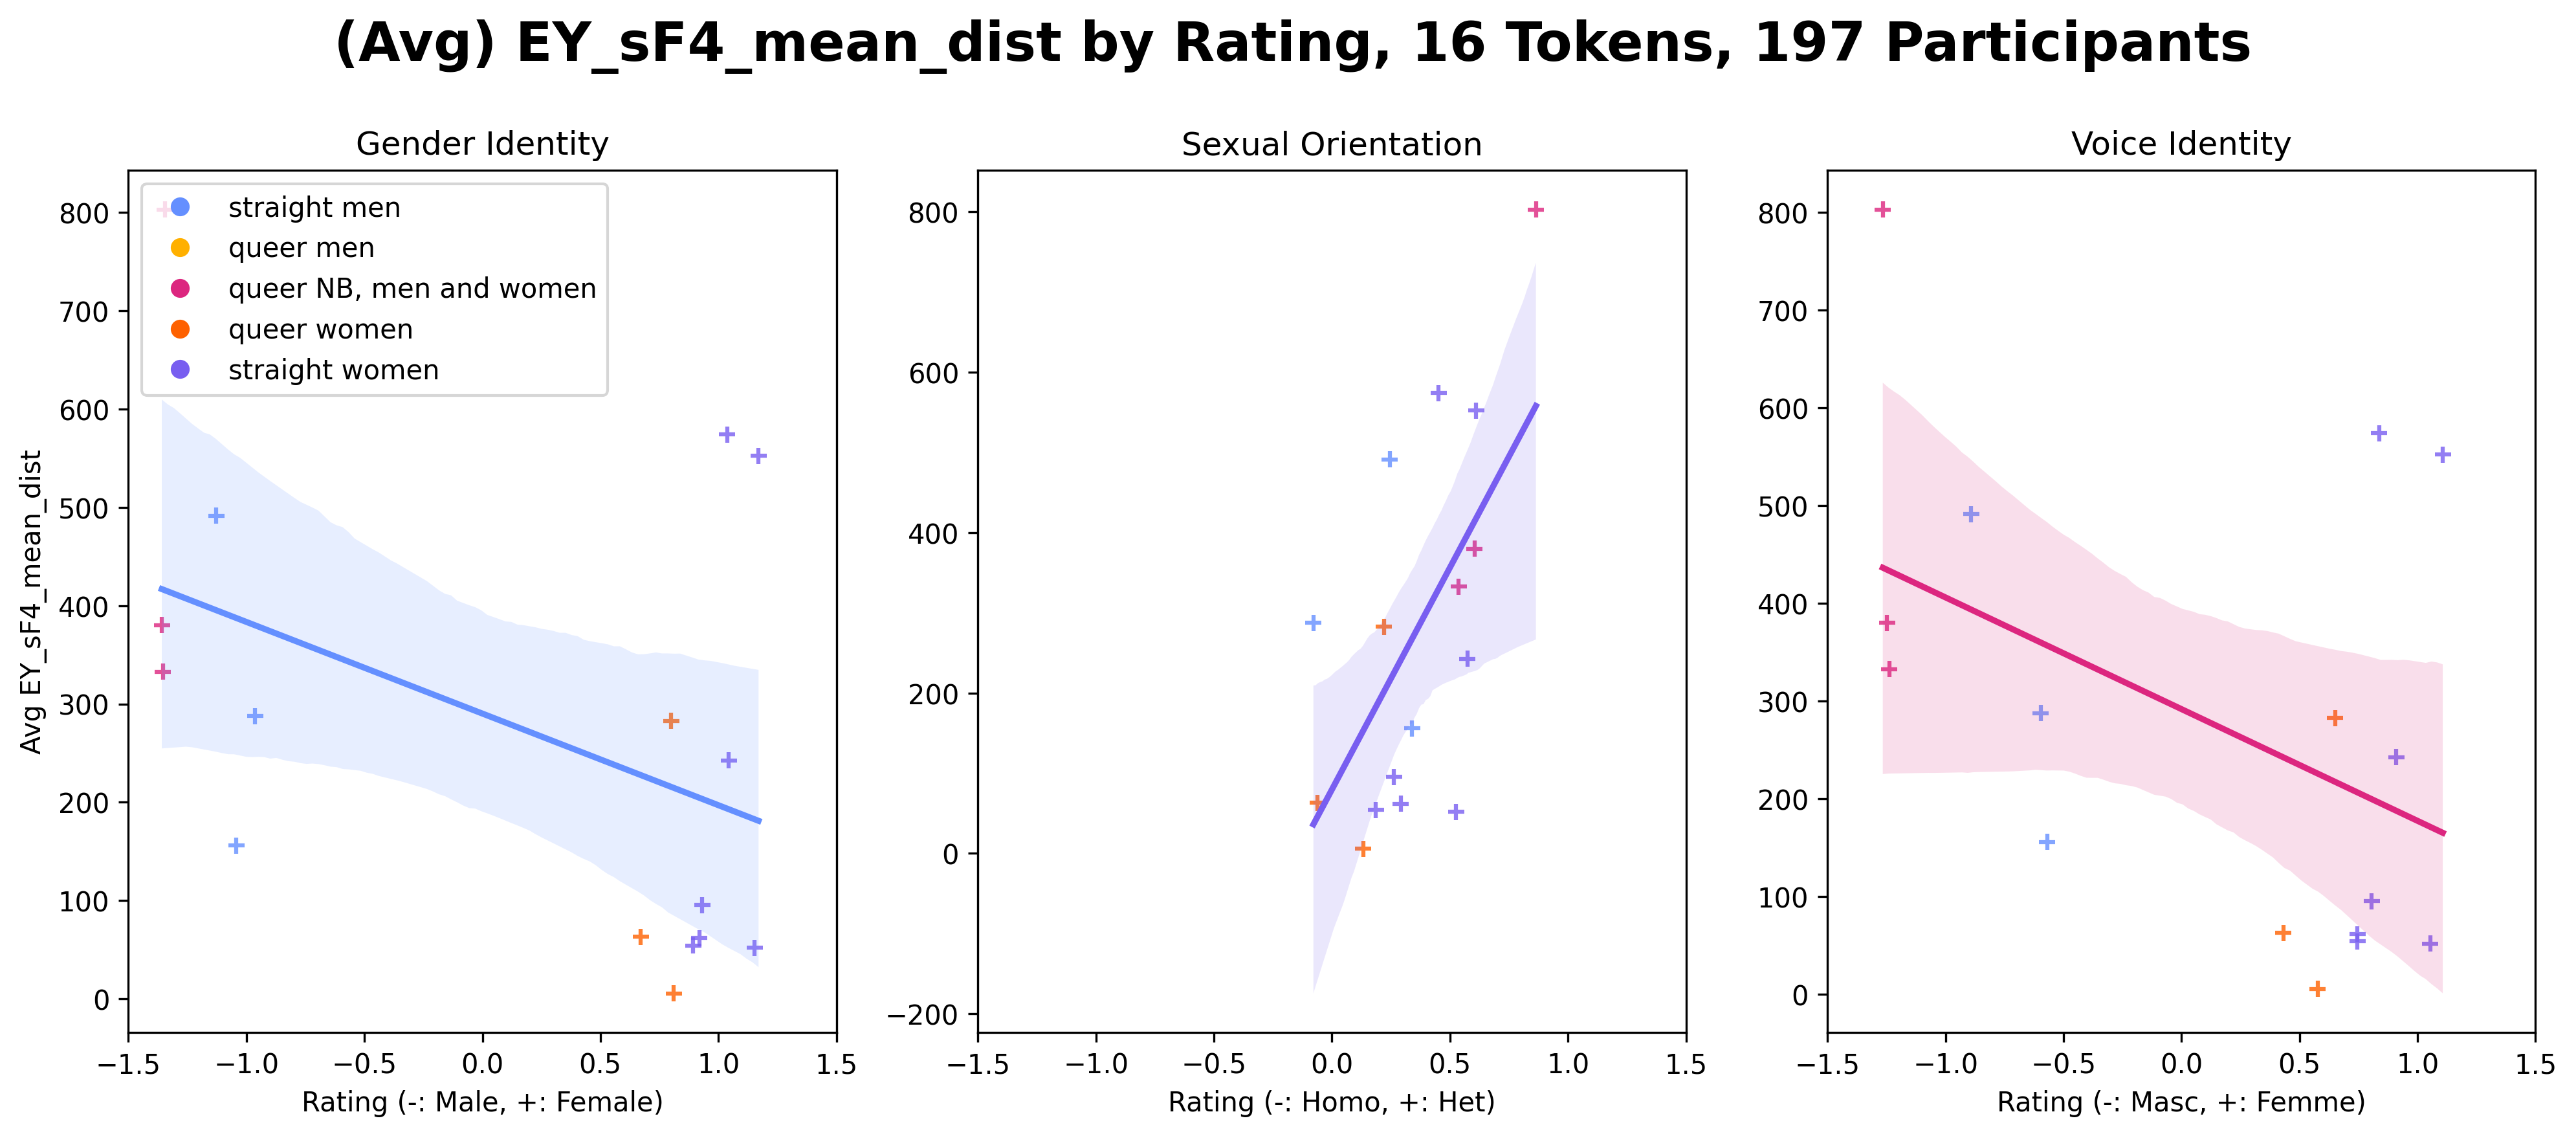 (Avg) EY_sF4_mean_dist by Rating, 16 Tokens, 197 Participants
Gender Identity
Sexual Orientation
Voice Identity
straight men
queer men
queer NB, men and women
queer women
straight women
Avg EY_sF4_mean_dist
800
700
600
500
400
300
200
100
0
−1.5 −1.0 −0.5 0.0 0.5 1.0 1.5
Rating (-: Male, +: Female)
800
600
400
200
0
−200
−1.5 −1.0 −0.5 0.0 0.5 1.0 1.5
Rating (-: Homo, +: Het)
800
700
600
500
400
300
200
100
0
−1.5 −1.0 −0.5 0.0 0.5 1.0 1.5
Rating (-: Masc, +: Femme)